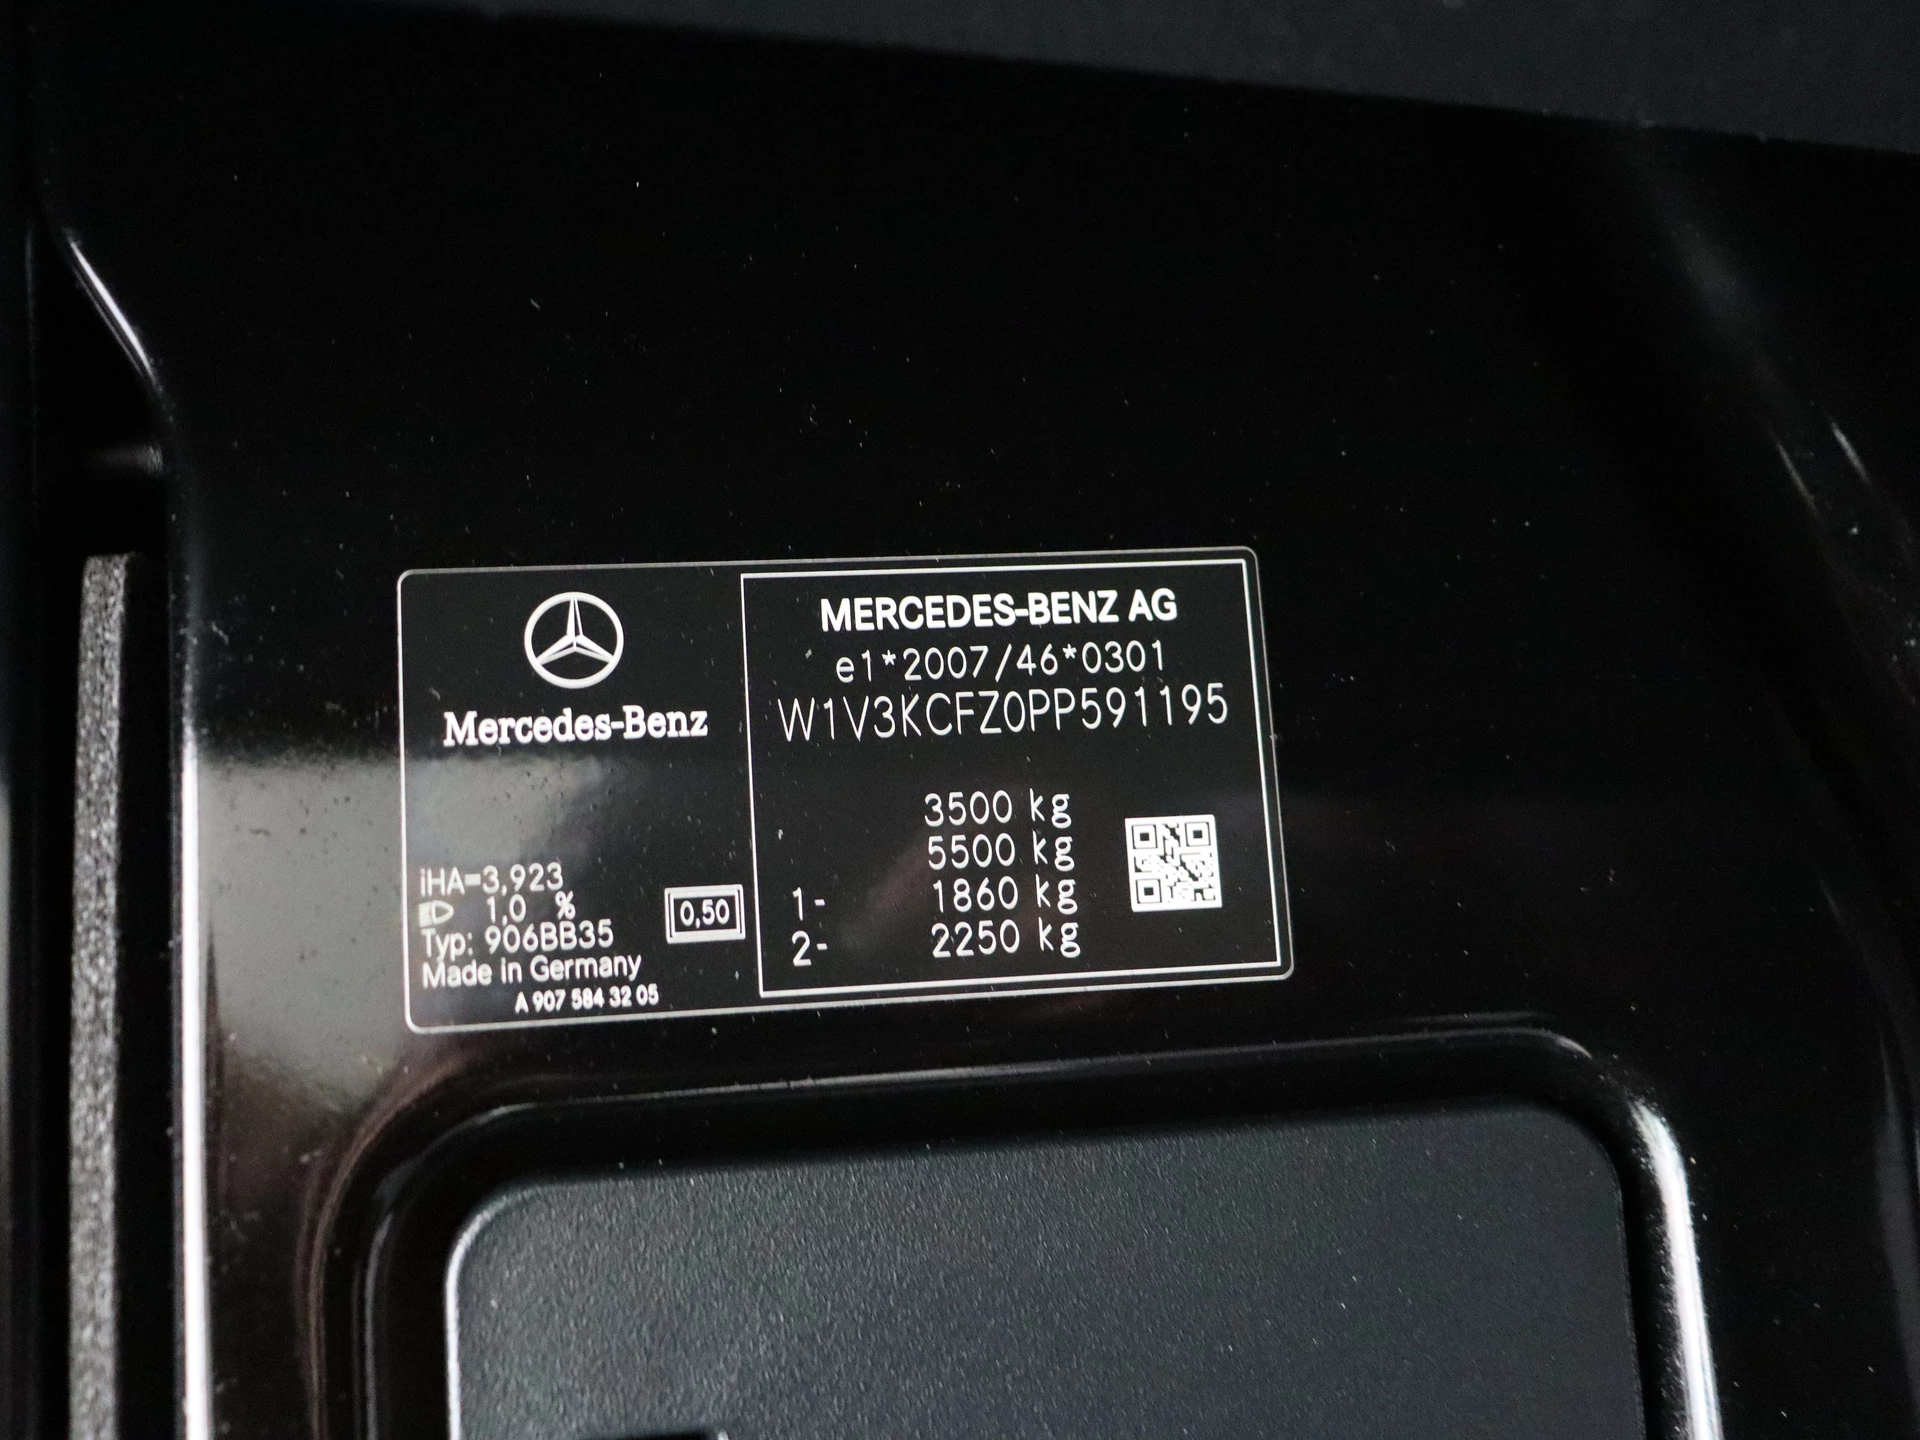 Mercedes-Benz
iHA=3,923
1,0 %
Typ: 906BB35
Made in Germany
A 907 584 32 05
0,50
MERCEDES-BENZ AG
e1*2007/46*0301
W1V3KCFZ0PP591195
3500 kg
5500 kg
1- 1860 kg
2- 2250 kg